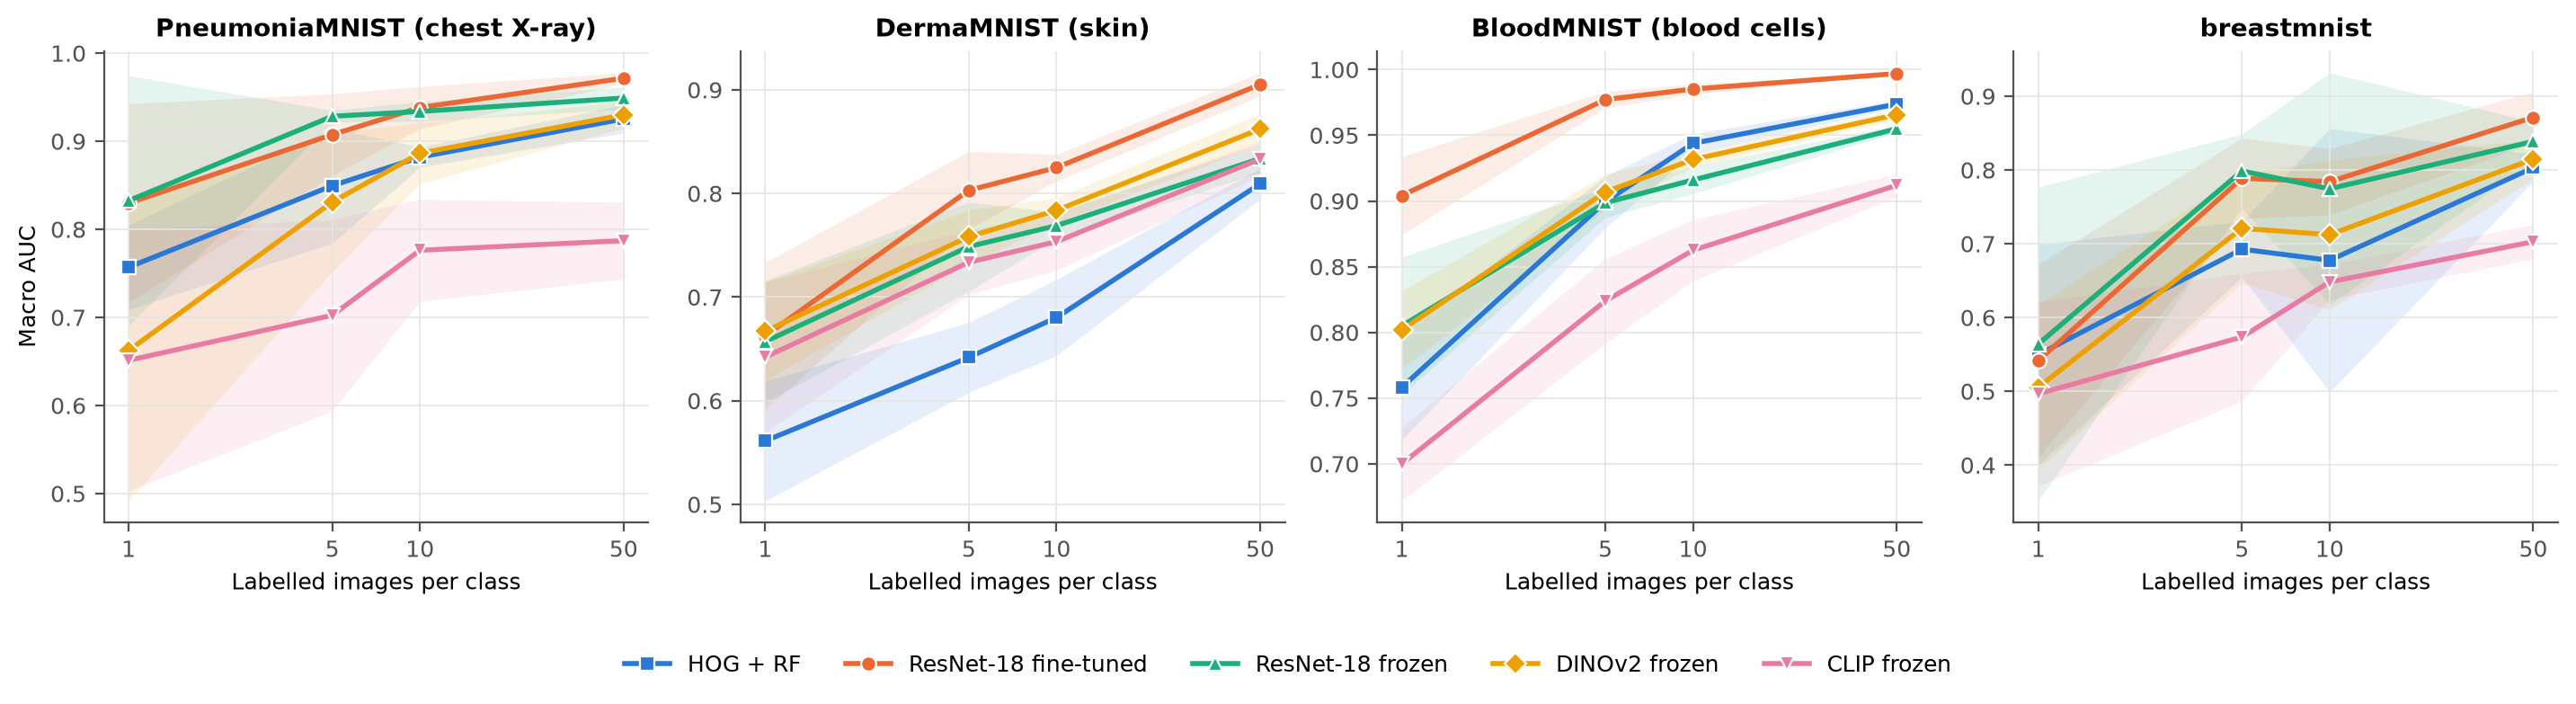 PneumoniaMNIST (chest X-ray)
DermaMNIST (skin)
BloodMNIST (blood cells)
breastmnist
Macro AUC
1.0
0.9
0.8
0.7
0.6
0.5
1 5 10 50
Labelled images per class
0.9
0.8
0.7
0.6
0.5
1 5 10 50
Labelled images per class
1.00
0.95
0.90
0.85
0.80
0.75
0.70
1 5 10 50
Labelled images per class
0.9
0.8
0.7
0.6
0.5
0.4
1 5 10 50
Labelled images per class
HOG + RF
ResNet-18 fine-tuned
ResNet-18 frozen
DINOv2 frozen
CLIP frozen